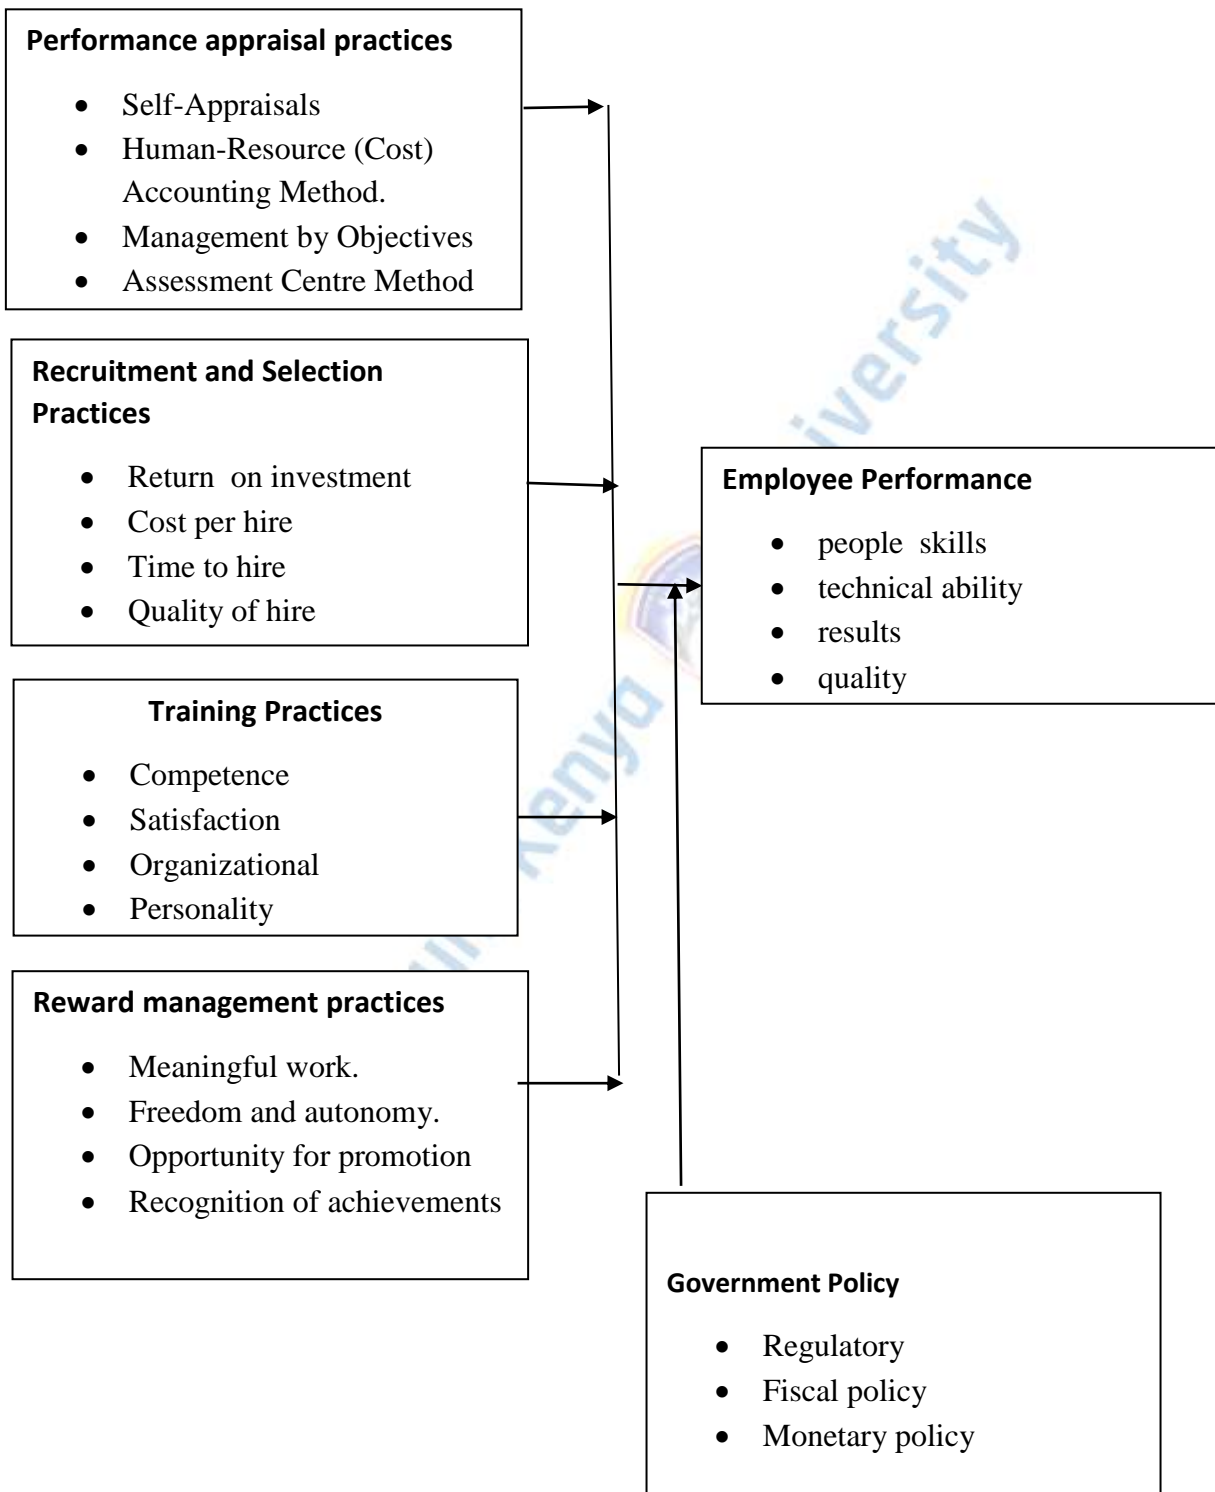 Performance appraisal practices
• Self-Appraisals
• Human-Resource (Cost)
Accounting Method.
• Management by Objectives
• Assessment Centre Method
Recruitment and Selection
Practices
• Return on investment
• Cost per hire
• Time to hire
• Quality of hire
Training Practices
• Competence
• Satisfaction
• Organizational
• Personality
Reward management practices
• Meaningful work.
• Freedom and autonomy.
• Opportunity for promotion
• Recognition of achievements
Employee Performance
• people skills
• technical ability
• results
• quality
Government Policy
• Regulatory
• Fiscal policy
• Monetary policy